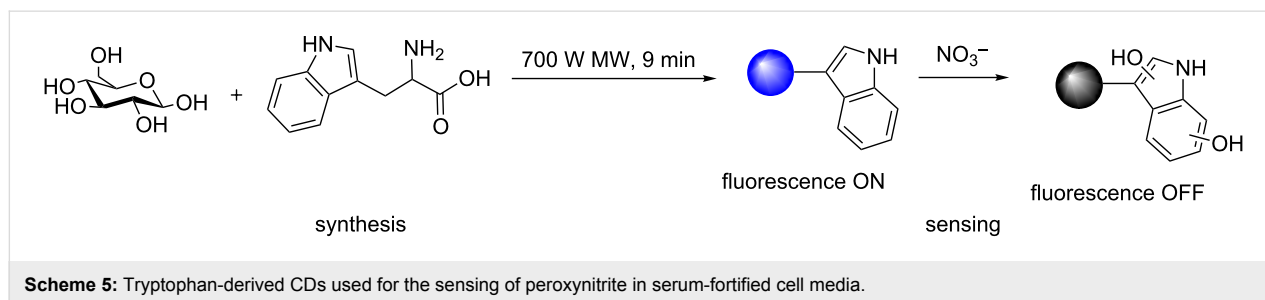 OH
HO
HO
O
OH
OH
+
HN
NH₂
OH
O
700 W MW, 9 min
NH
NO₃⁻
HO
NH
OH
fluorescence ON
fluorescence OFF
synthesis
sensing
Scheme 5: Tryptophan-derived CDs used for the sensing of peroxynitrite in serum-fortified cell media.